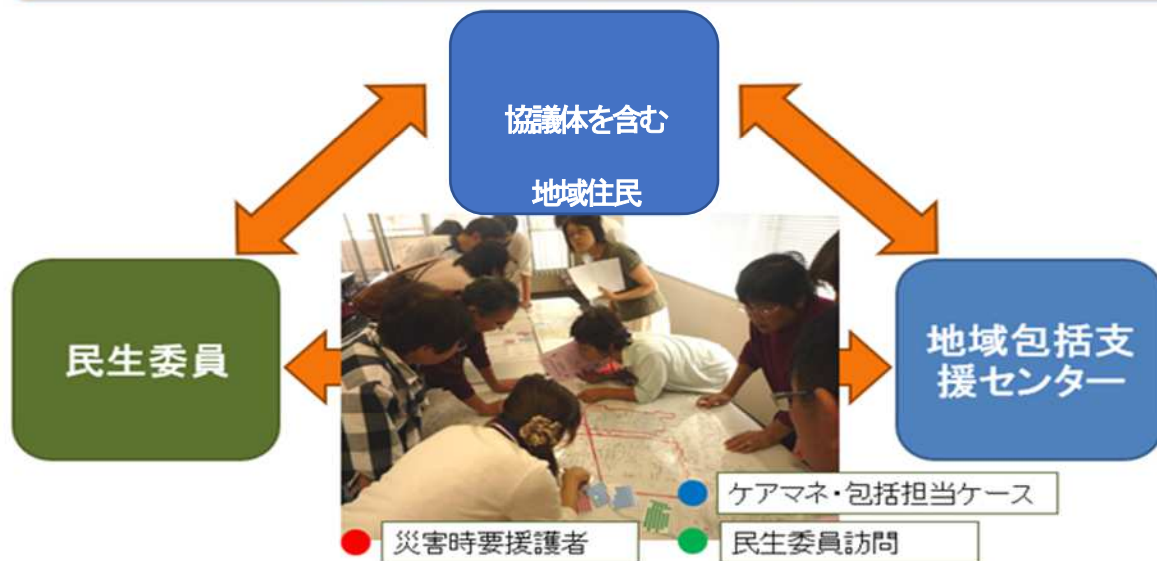 協議体を含む
地域住民
民生委員
地域包括支
援センター
ケアマネ・包括担当ケース
災害時要援護者
民生委員訪問